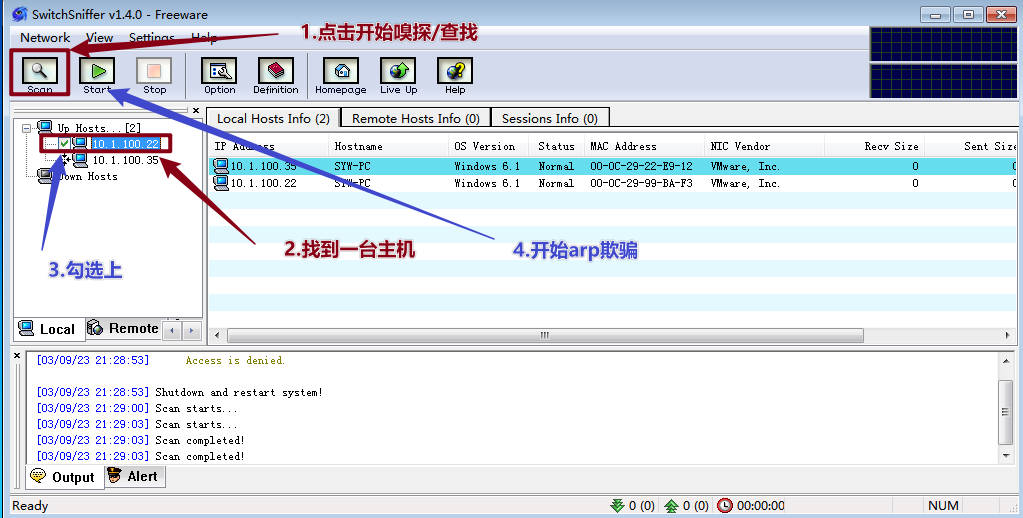 SwitchSniffer v1.4.0 - Freeware
1.点击开始嗅探/查找
Network View Settings Help
Scan Start Stop Option Definition Homepage Live Up Help
Up Hosts...[2]
10.1.100.22
10.1.100.35
Down Hosts
Local Hosts Info (2) Remote Hosts Info (0) Sessions Info (0)
IP Address Hostname OS Version Status MAC Address NIC Vendor Recv Size Sent Size
10.1.100.35 SYW-PC Windows 6.1 Normal 00-0C-29-22-E9-12 VMware, Inc. 0 0
10.1.100.22 SYW-PC Windows 6.1 Normal 00-0C-29-99-BA-F3 VMware, Inc. 0 0
2.找到一台主机
4.开始arp欺骗
3.勾选上
Local Remote
[03/09/23 21:28:53] Access is denied.
[03/09/23 21:28:53] Shutdown and restart system!
[03/09/23 21:29:00] Scan starts...
[03/09/23 21:29:03] Scan starts...
[03/09/23 21:29:03] Scan completed!
[03/09/23 21:29:03] Scan completed!
Output Alert
Ready 0 (0) 0 (0) 00:00:00 NUM